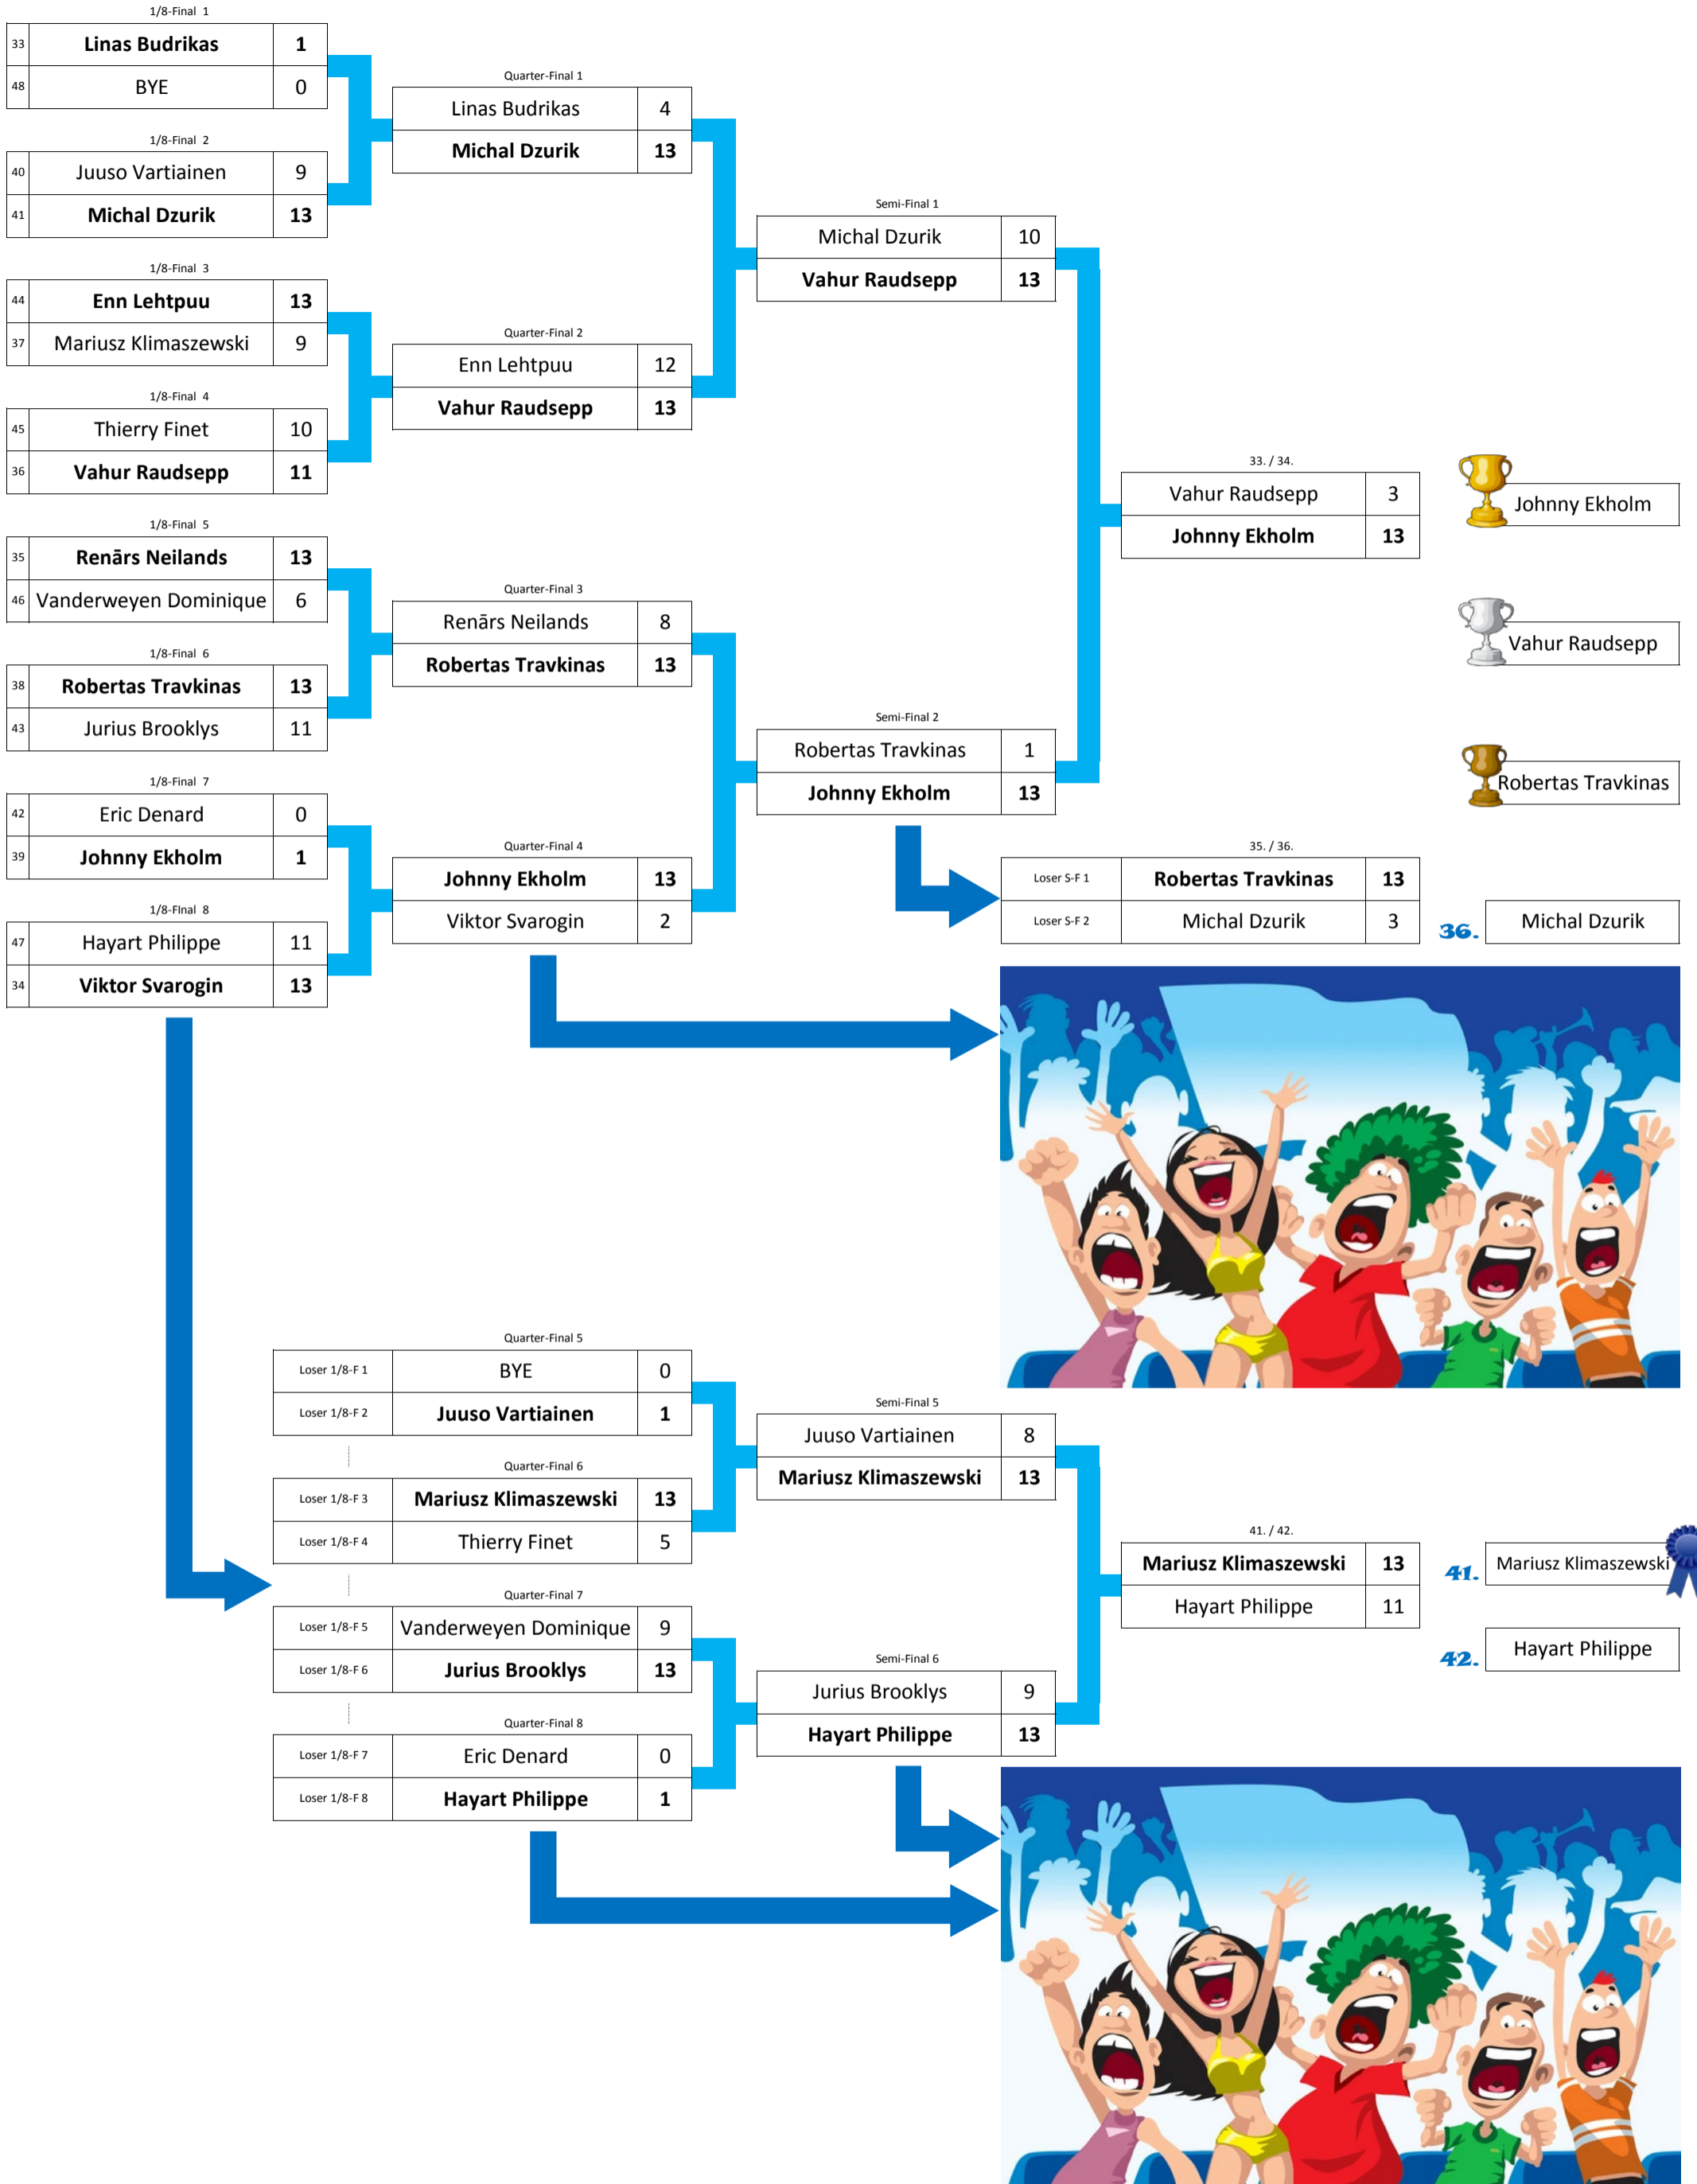 1/8-Final 1
33 Linas Budrikas 1
48 BYE 0
1/8-Final 2
40 Juuso Vartiainen 9
41 Michal Dzurik 13
1/8-Final 3
44 Enn Lehtpuu 13
37 Mariusz Klimaszewski 9
1/8-Final 4
45 Thierry Finet 10
36 Vahur Raudsepp 11
1/8-Final 5
35 Renārs Neilands 13
46 Vanderweyen Dominique 6
1/8-Final 6
38 Robertas Travkinas 13
43 Jurius Brooklys 11
1/8-Final 7
42 Eric Denard 0
39 Johnny Ekholm 1
1/8-FInal 8
47 Hayart Philippe 11
34 Viktor Svarogin 13
Quarter-Final 1
Linas Budrikas 4
Michal Dzurik 13
Quarter-Final 2
Enn Lehtpuu 12
Vahur Raudsepp 13
Quarter-Final 3
Renārs Neilands 8
Robertas Travkinas 13
Quarter-Final 4
Johnny Ekholm 13
Viktor Svarogin 2
Semi-Final 1
Michal Dzurik 10
Vahur Raudsepp 13
Semi-Final 2
Robertas Travkinas 1
Johnny Ekholm 13
33. / 34.
Vahur Raudsepp 3
Johnny Ekholm 13
Johnny Ekholm
Vahur Raudsepp
Robertas Travkinas
35. / 36.
Loser S-F 1 Robertas Travkinas 13
Loser S-F 2 Michal Dzurik 3
36. Michal Dzurik
Quarter-Final 5
Loser 1/8-F 1 BYE 0
Loser 1/8-F 2 Juuso Vartiainen 1
Quarter-Final 6
Loser 1/8-F 3 Mariusz Klimaszewski 13
Loser 1/8-F 4 Thierry Finet 5
Quarter-Final 7
Loser 1/8-F 5 Vanderweyen Dominique 9
Loser 1/8-F 6 Jurius Brooklys 13
Quarter-Final 8
Loser 1/8-F 7 Eric Denard 0
Loser 1/8-F 8 Hayart Philippe 1
Semi-Final 5
Juuso Vartiainen 8
Mariusz Klimaszewski 13
Semi-Final 6
Jurius Brooklys 9
Hayart Philippe 13
41. / 42.
Mariusz Klimaszewski 13
Hayart Philippe 11
41. Mariusz Klimaszewski
42. Hayart Philippe